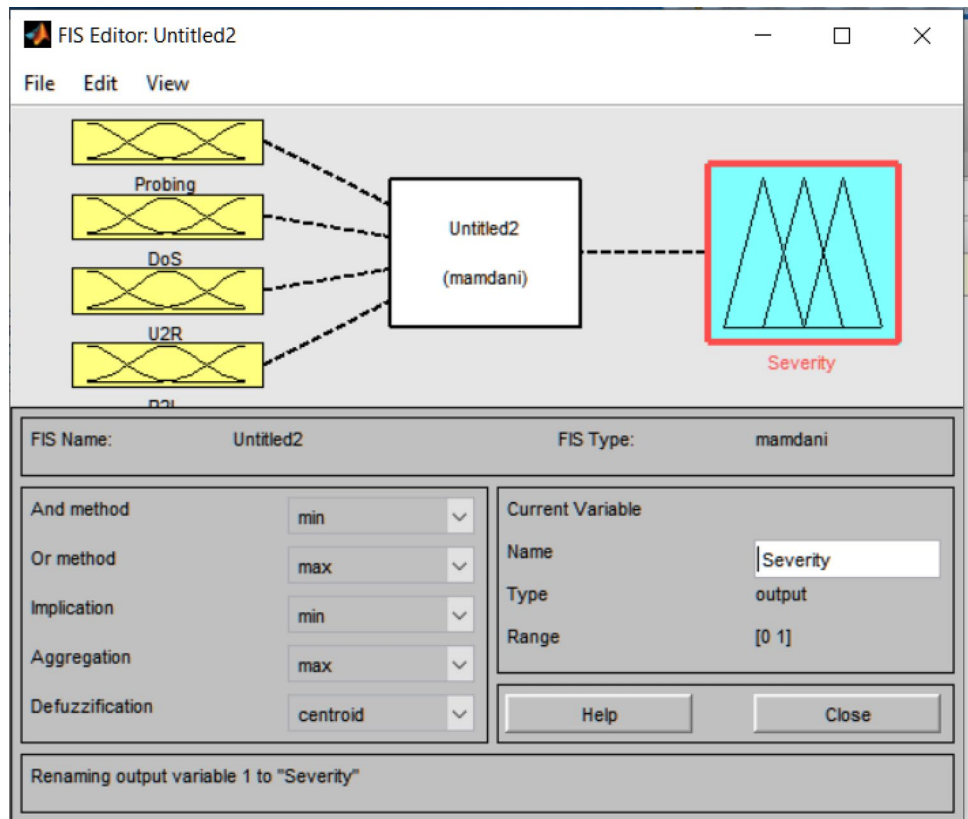 FIS Editor: Untitled2
File Edit View
Probing
DoS
U2R
Untitled2
(mamdani)
Severity
FIS Name: Untitled2 FIS Type: mamdani
And method min
Or method max
Implication min
Aggregation max
Defuzzification centroid
Current Variable
Name Severity
Type output
Range [0 1]
Help Close
Renaming output variable 1 to "Severity"